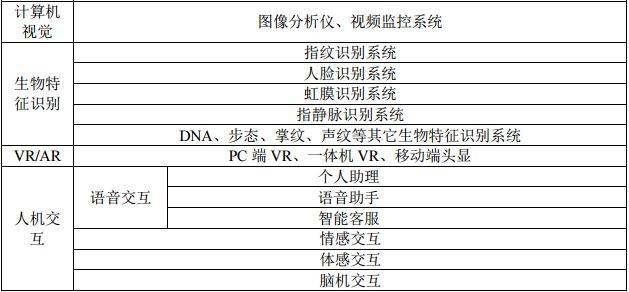 计算机
视觉
图像分析仪、视频监控系统
生物特
征识别
指纹识别系统
人脸识别系统
虹膜识别系统
指静脉识别系统
DNA、步态、掌纹、声纹等其它生物特征识别系统
VR/AR
PC 端 VR、一体机 VR、移动端头显
人机交
互
语音交互
个人助理
语音助手
智能客服
情感交互
体感交互
脑机交互